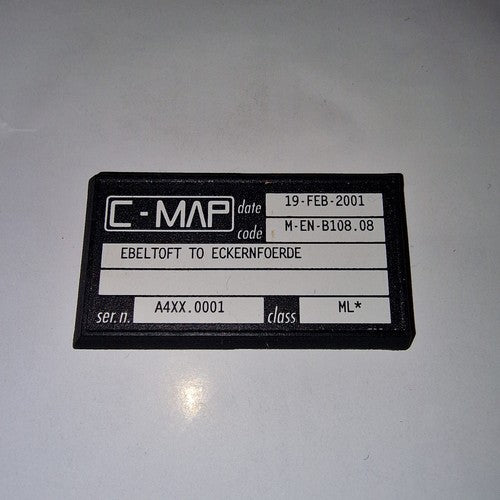 C-MAP date 19-FEB-2001
code M-EN-B108.08
EBELTOFT TO ECKERNFOERDE
ser. n. A4XX.0001 class ML*